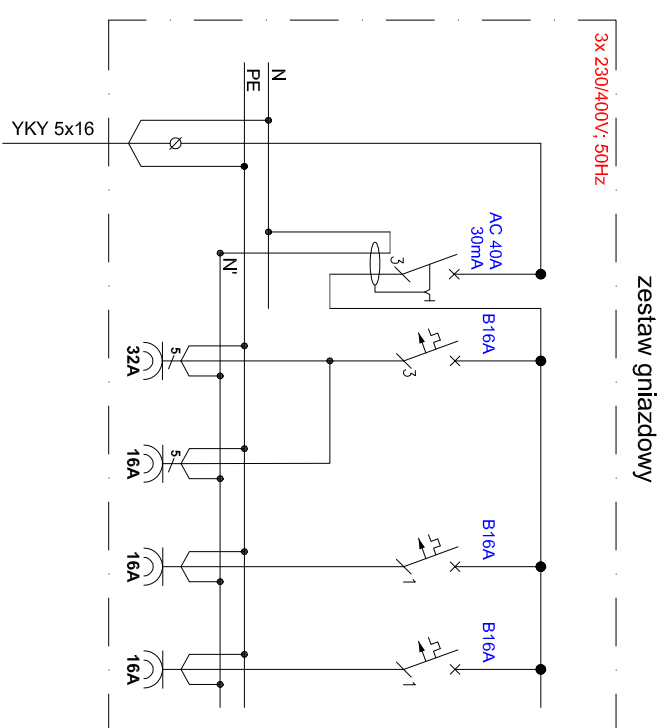 zestaw gniazdowy
3x 230/400V; 50Hz
YKY 5x16
N
PE
AC 40A
30mA
3
N'
B16A
3
5
32A
5
16A
B16A
1
16A
B16A
1
16A